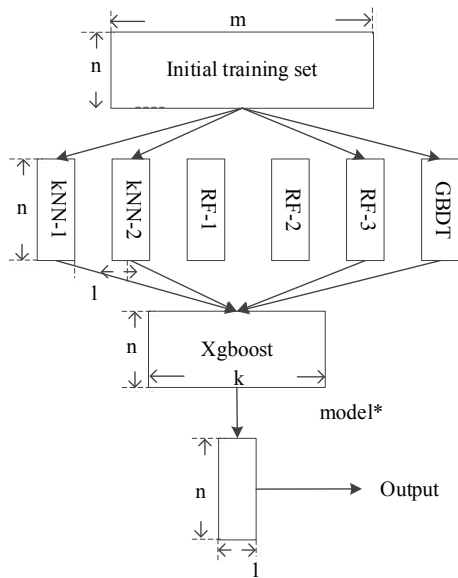 m
n
Initial training set
n
kNN-1
kNN-2
RF-1
RF-2
RF-3
GBDT
l
n
Xgboost
k
model*
n
Output
l